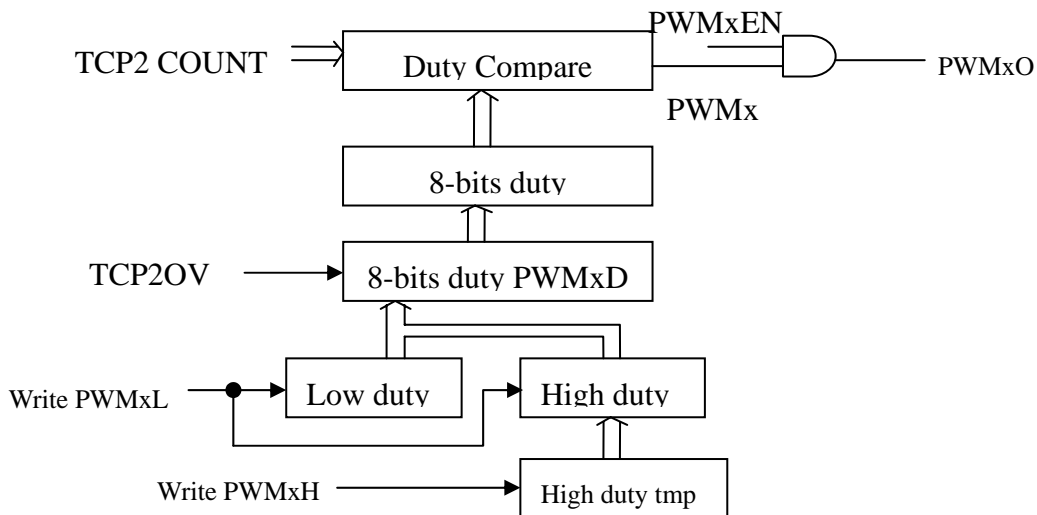 PWMxEN
TCP2 COUNT
Duty Compare
PWMxO
PWMx
8-bits duty
TCP2OV
8-bits duty PWMxD
Write PWMxL
Low duty
High duty
Write PWMxH
High duty tmp